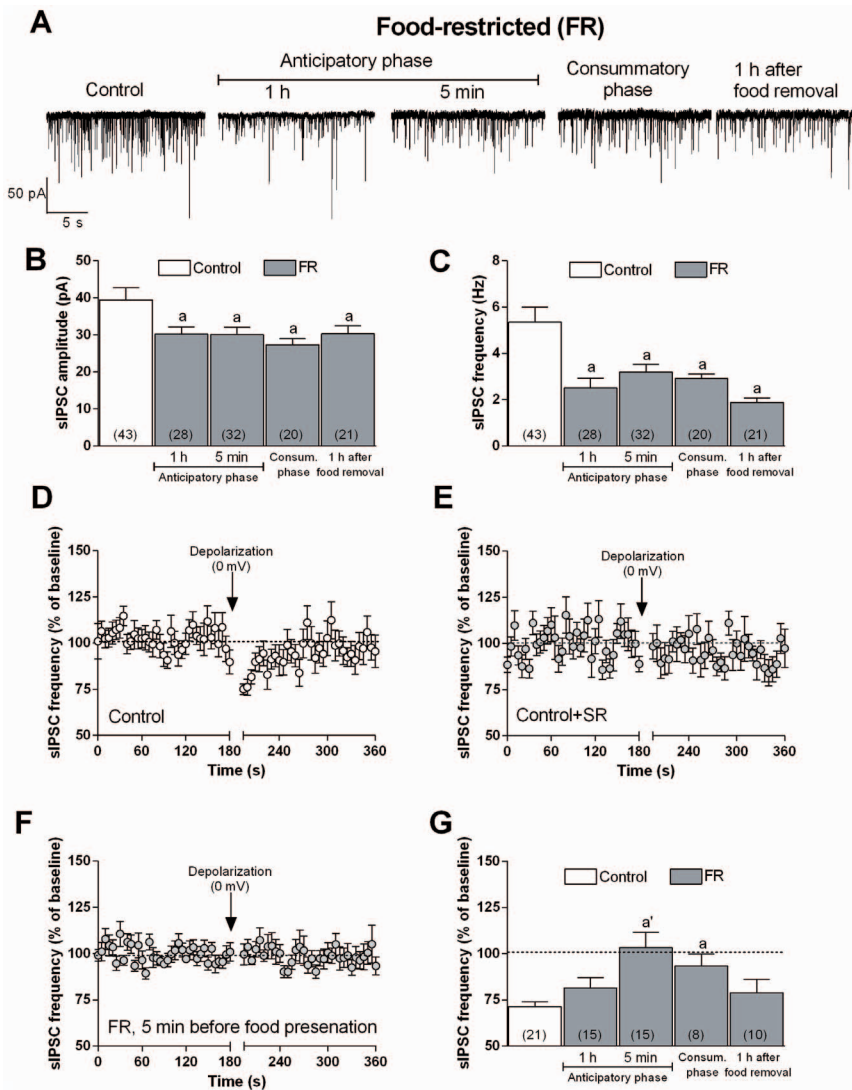 A
Food-restricted (FR)
Anticipatory phase
Control
1 h
5 min
Consummatory
phase
1 h after
food removal
50 pA
5 s
B
Control
FR
sIPSC amplitude (pA)
50
40
30
20
10
0
a
a
a
a
(43)
(28)
(32)
(20)
(21)
1 h
5 min
Anticipatory phase
Consum.
phase
1 h after
food removal
C
Control
FR
sIPSC frequency (Hz)
8
6
4
2
0
a
a
a
a
(43)
(28)
(32)
(20)
(21)
1 h
5 min
Anticipatory phase
Consum.
phase
1 h after
food removal
D
sIPSC frequency (% of baseline)
150
125
100
75
50
Depolarization
(0 mV)
Control
0
60
120
180
240
300
360
Time (s)
E
sIPSC frequency (% of baseline)
150
125
100
75
50
Depolarization
(0 mV)
Control+SR
0
60
120
180
240
300
360
Time (s)
F
sIPSC frequency (% of baseline)
150
125
100
75
50
Depolarization
(0 mV)
FR, 5 min before food presenation
0
60
120
180
240
300
360
Time (s)
G
Control
FR
sIPSC frequency (% of baseline)
150
125
100
75
50
a'
a
(21)
(15)
(15)
(8)
(10)
1 h
5 min
Anticipatory phase
Consum.
phase
1 h after
food removal